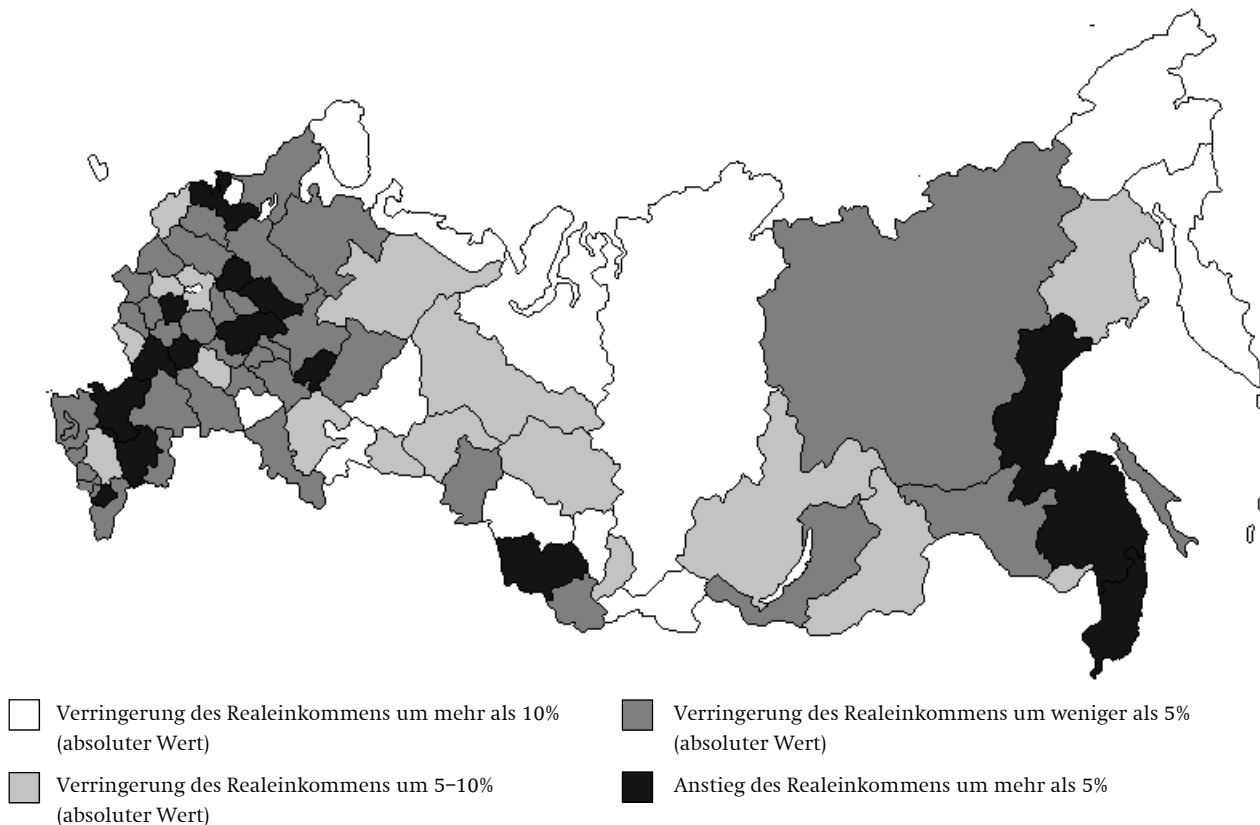 Verringerung des Realeinkommens um mehr als 10%
(absoluter Wert)
Verringerung des Realeinkommens um 5–10%
(absoluter Wert)
Verringerung des Realeinkommens um weniger als 5%
(absoluter Wert)
Anstieg des Realeinkommens um mehr als 5%